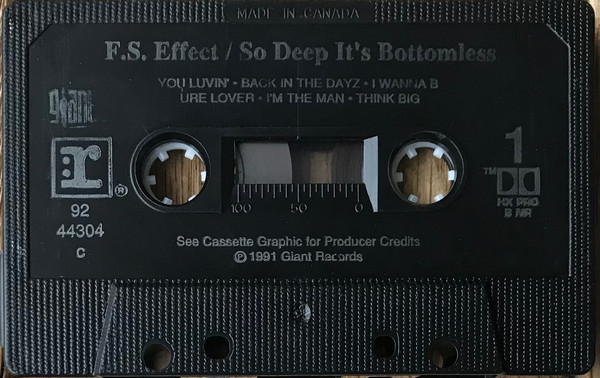 MADE IN CANADA
F.S. Effect / So Deep It's Bottomless
YOU LUVIN' • BACK IN THE DAYZ • I WANNA B
URE LOVER • I'M THE MAN • THINK BIG
giant
r ®
92
44304
C
100 50 0
1
TM
HX PRO
B NR
See Cassette Graphic for Producer Credits
℗ 1991 Giant Records